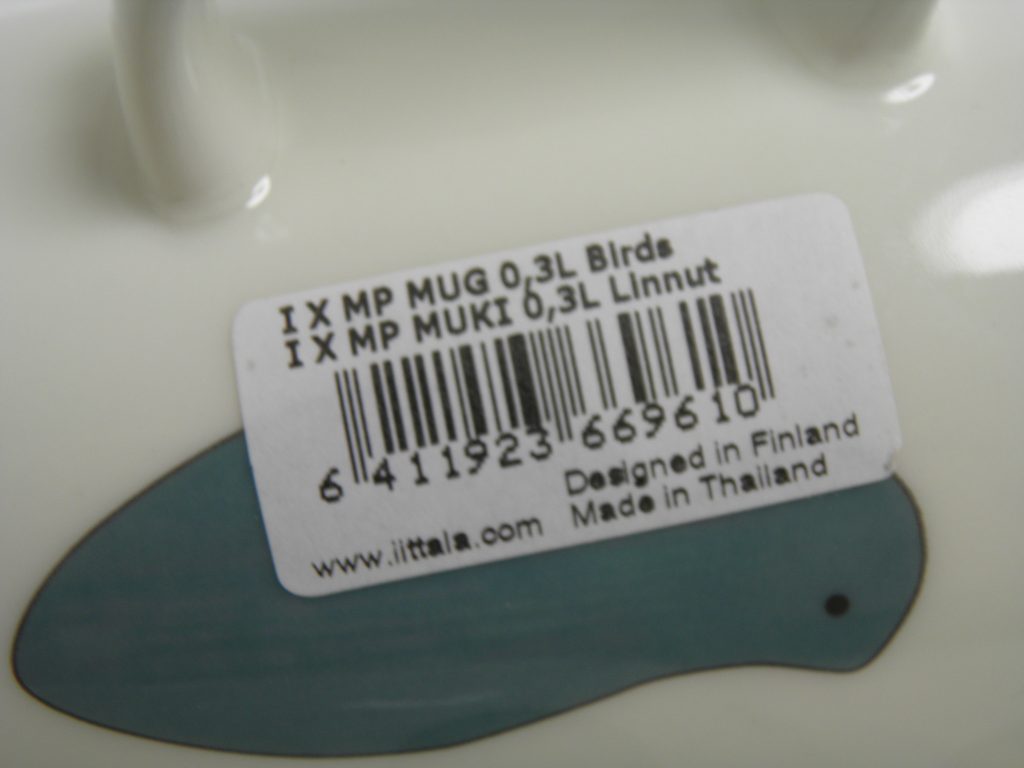 I X MP MUG 0,3L Birds
I X MP MUKI 0,3L Linnut
6 411923 669610
Designed in Finland
www.iittala.com Made in Thailand